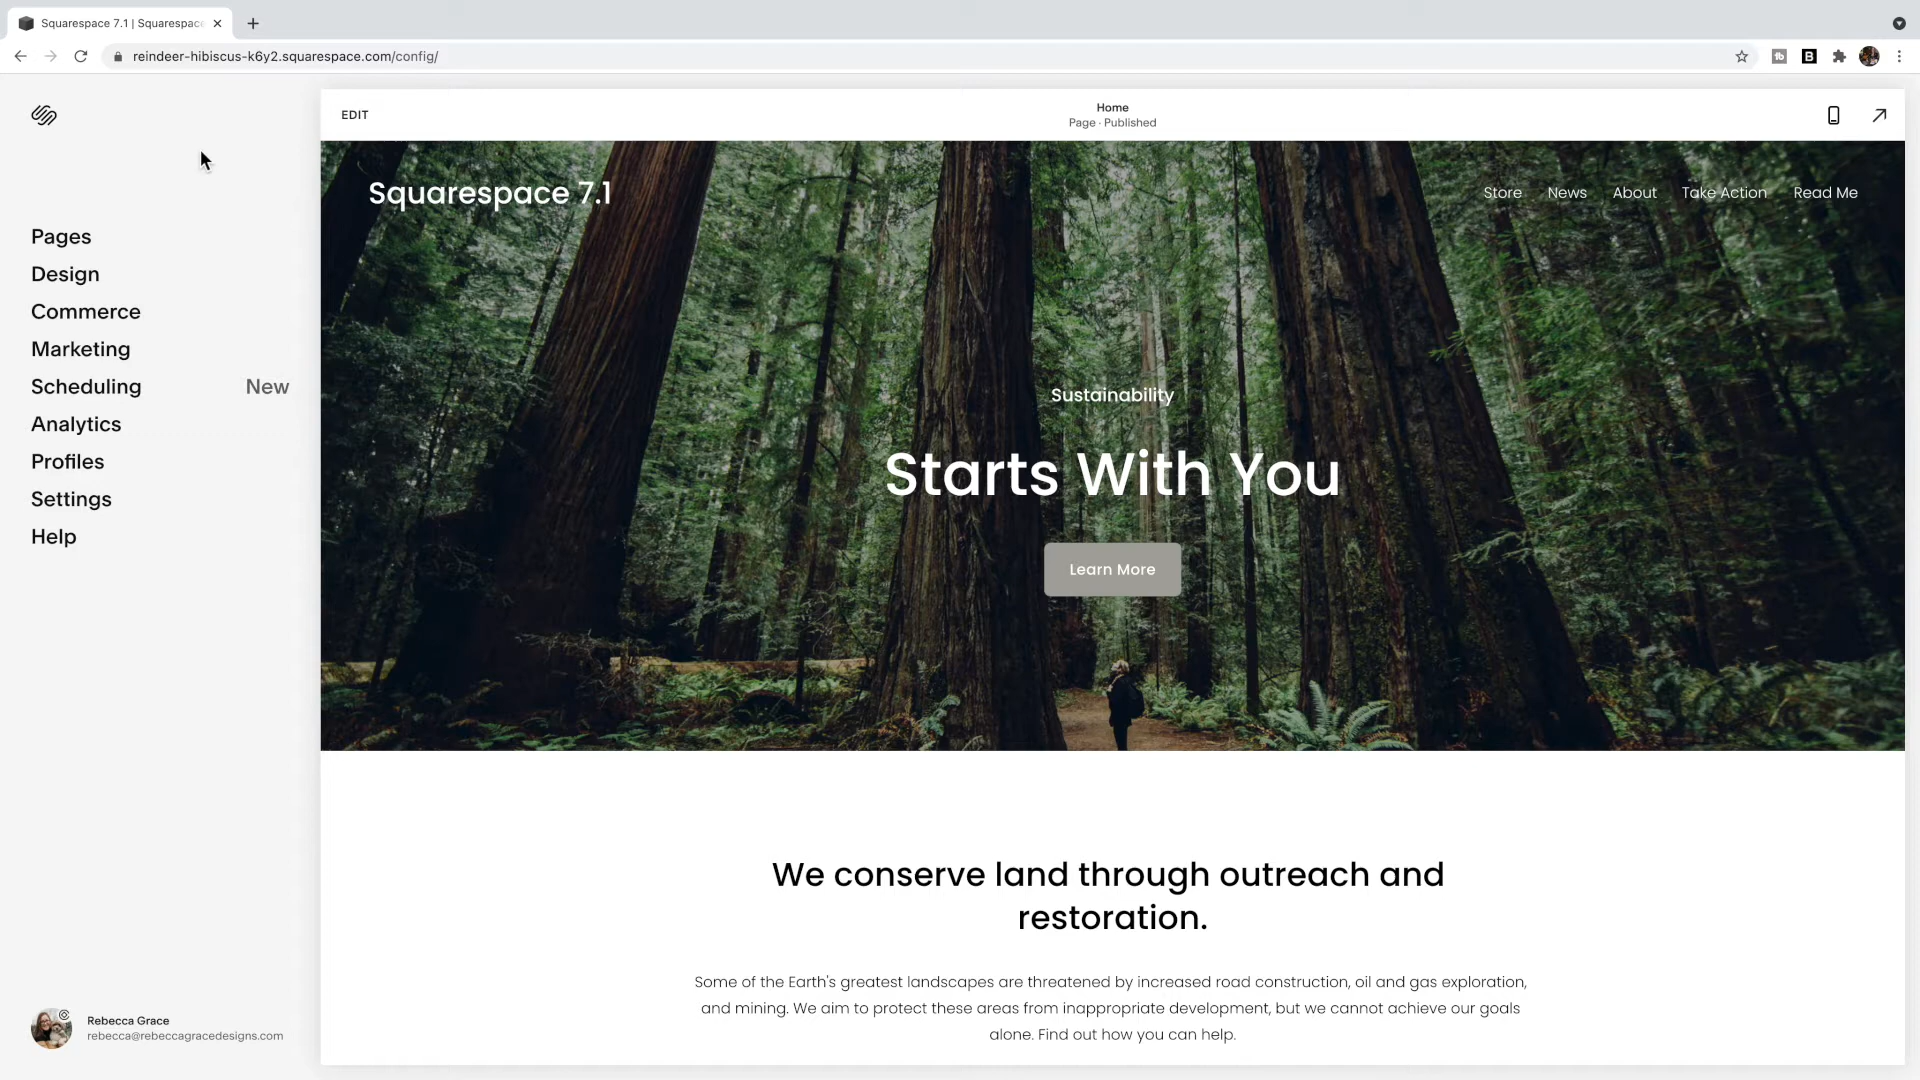 Squarespace 7.1 | Squarespac
reindeer-hibiscus-k6y2.squarespace.com/config/
EDIT
Home
Page · Published
Pages
Design
Commerce
Marketing
Scheduling New
Analytics
Profiles
Settings
Help
Rebecca Grace
rebecca@rebeccagracedesigns.com
Squarespace 7.1
Store News About Take Action Read Me
Sustainability
Starts With You
Learn More
We conserve land through outreach and
restoration.
Some of the Earth's greatest landscapes are threatened by increased road construction, oil and gas exploration,
and mining. We aim to protect these areas from inappropriate development, but we cannot achieve our goals
alone. Find out how you can help.